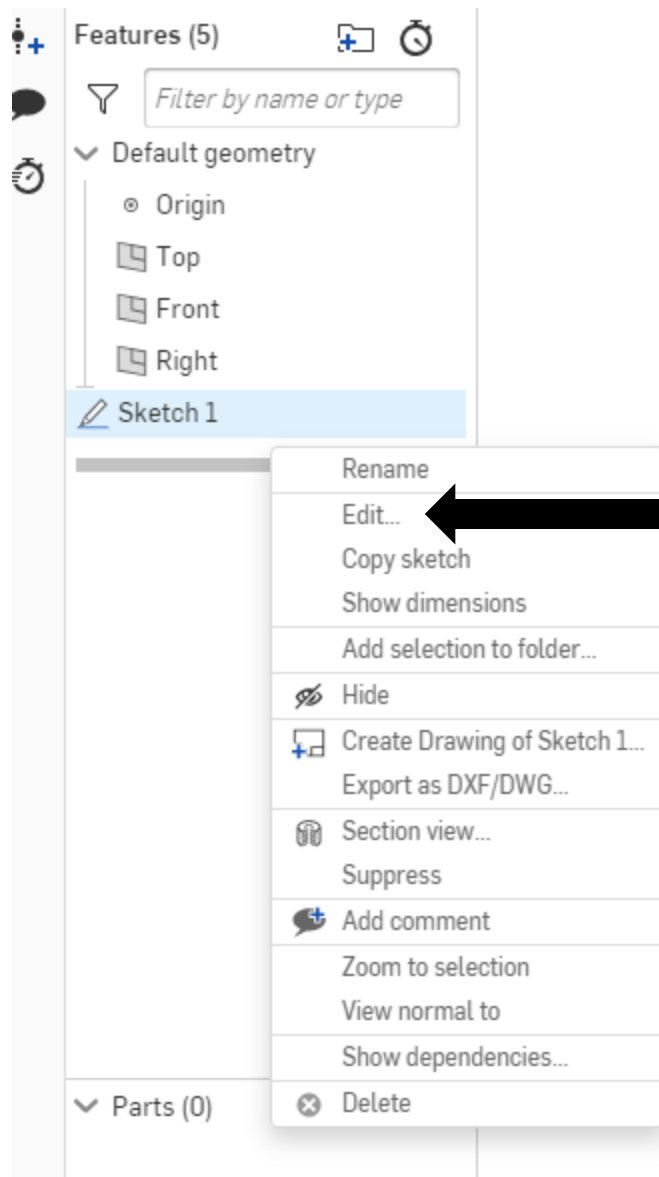 Features (5)
Filter by name or type
Default geometry
Origin
Top
Front
Right
Sketch 1
Rename
Edit...
Copy sketch
Show dimensions
Add selection to folder...
Hide
Create Drawing of Sketch 1...
Export as DXF/DWG...
Section view...
Suppress
Add comment
Zoom to selection
View normal to
Show dependencies...
Parts (0)
Delete